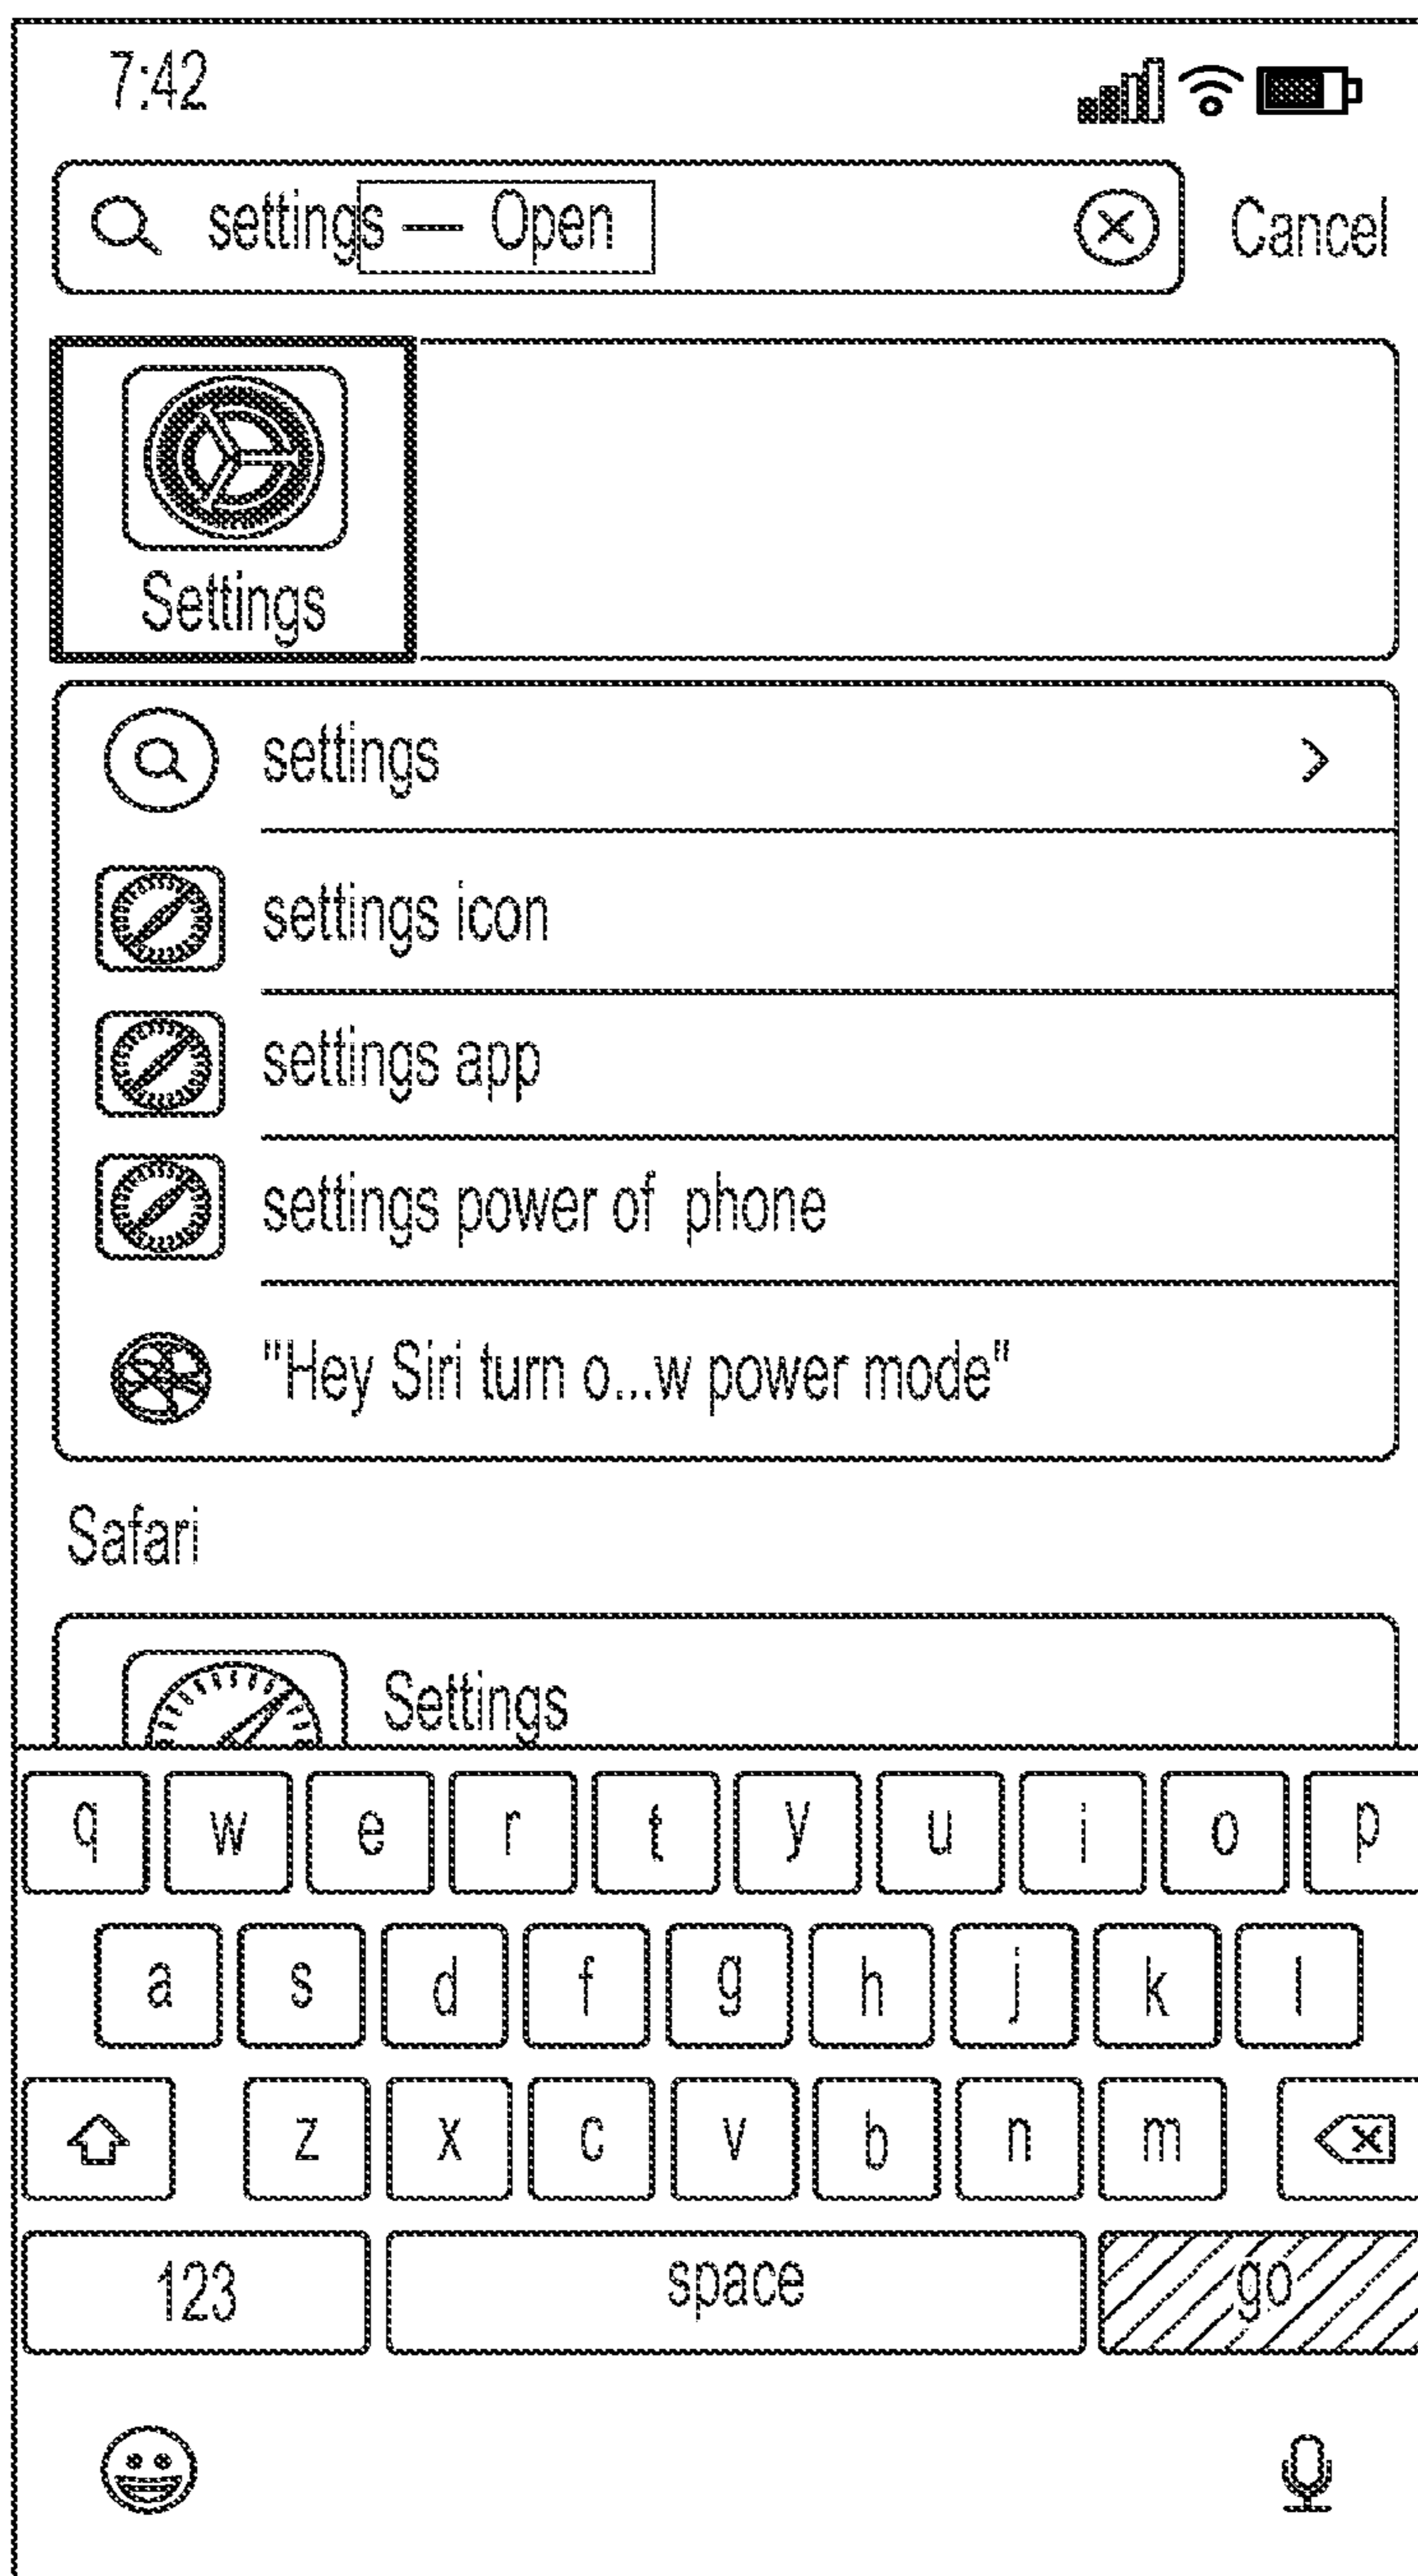 7:42
settings — Open
Cancel
Settings
settings
settings icon
settings app
settings power of phone
"Hey Siri turn o...w power mode"
Safari
Settings
q w e r t y u i o p
a s d f g h j k l
z x c v b n m
123 space go